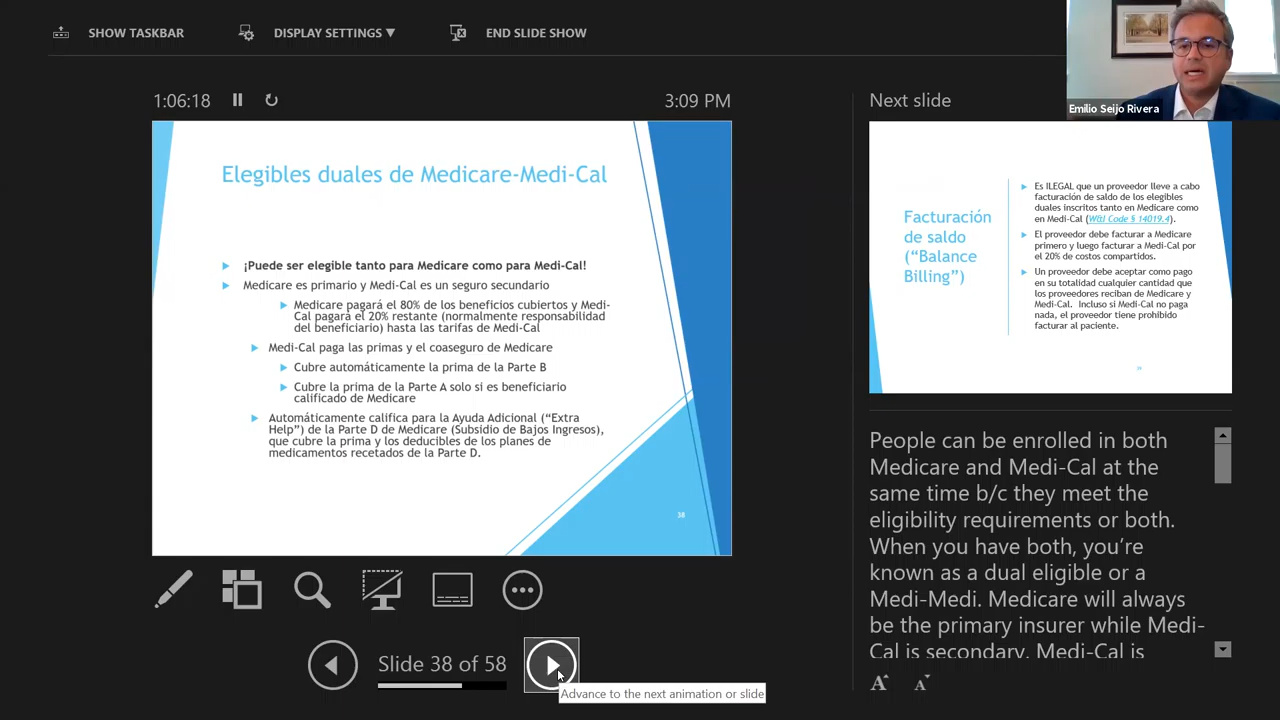 SHOW TASKBAR
DISPLAY SETTINGS ▼
END SLIDE SHOW
Emilio Seijo Rivera
1:06:18
3:09 PM
Elegibles duales de Medicare-Medi-Cal
¡Puede ser elegible tanto para Medicare como para Medi-Cal!
Medicare es primario y Medi-Cal es un seguro secundario
Medicare pagará el 80% de los beneficios cubiertos y Medi-
Cal pagará el 20% restante (normalmente responsabilidad
del beneficiario) hasta las tarifas de Medi-Cal
Medi-Cal paga las primas y el coaseguro de Medicare
Cubre automáticamente la prima de la Parte B
Cubre la prima de la Parte A solo si es beneficiario
calificado de Medicare
Automáticamente califica para la Ayuda Adicional (“Extra
Help”) de la Parte D de Medicare (Subsidio de Bajos Ingresos),
que cubre la prima y los deducibles de los planes de
medicamentos recetados de la Parte D.
38
Slide 38 of 58
Advance to the next animation or slide
Next slide
Facturación
de saldo
(“Balance
Billing”)
Es ILEGAL que un proveedor lleve a cabo
facturación de saldo de los elegibles
duales inscritos tanto en Medicare como
en Medi-Cal (W&I Code § 14019.4).
El proveedor debe facturar a Medicare
primero y luego facturar a Medi-Cal por
el 20% de costos compartidos.
Un proveedor debe aceptar como pago
en su totalidad cualquier cantidad que
los proveedores reciban de Medicare y
Medi-Cal. Incluso si Medi-Cal no paga
nada, el proveedor tiene prohibido
facturar al paciente.
People can be enrolled in both
Medicare and Medi-Cal at the
same time b/c they meet the
eligibility requirements or both.
When you have both, you’re
known as a dual eligible or a
Medi-Medi. Medicare will always
be the primary insurer while Medi-
Cal is secondary. Medi-Cal is
A A